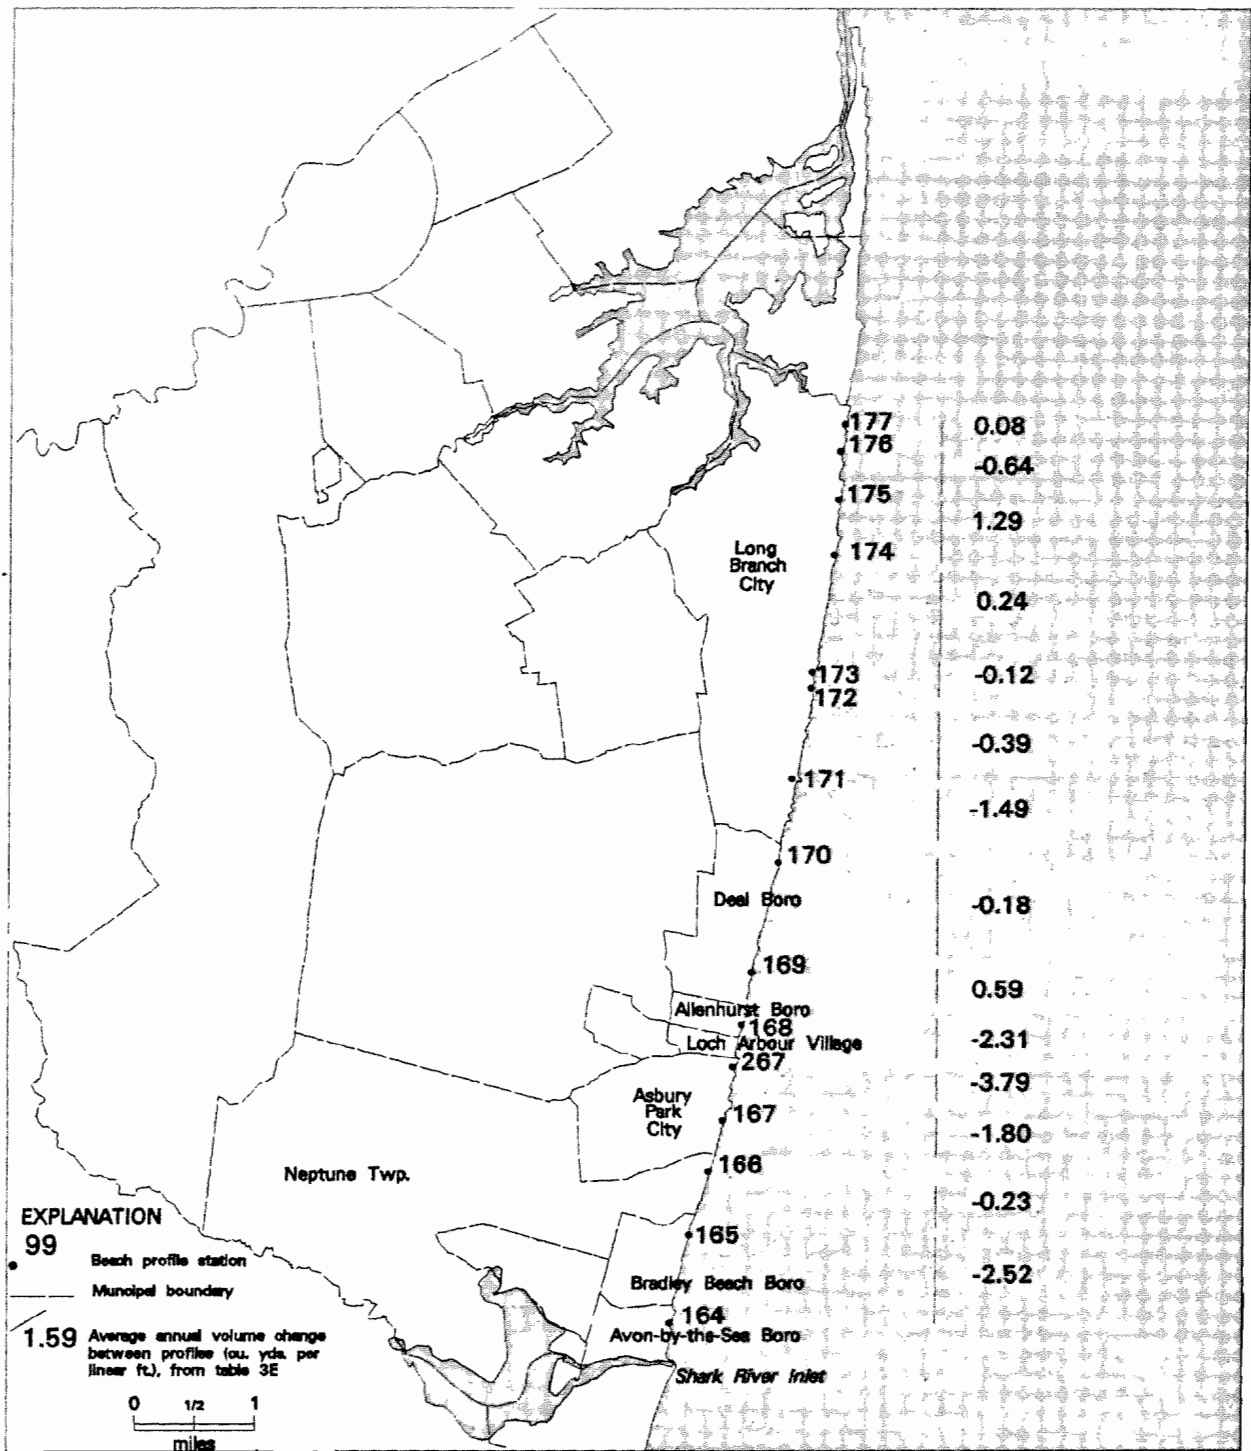 177
0.08
176
-0.64
175
1.29
Long
Branch
City
174
0.24
173
-0.12
172
-0.39
171
-1.49
170
Deal Boro
-0.18
169
0.59
Allenhurst Boro
168
-2.31
Loch Arbour Village
267
-3.79
Asbury
Park
City
167
-1.80
166
Neptune Twp.
-0.23
165
-2.52
Bradley Beach Boro
164
Avon-by-the-Sea Boro
Shark River Inlet
EXPLANATION
99
Beach profile station
Muncipal boundary
1.59
Average annual volume change
between profiles (cu. yds. per
linear ft.), from table 3E
0 1/2 1
miles